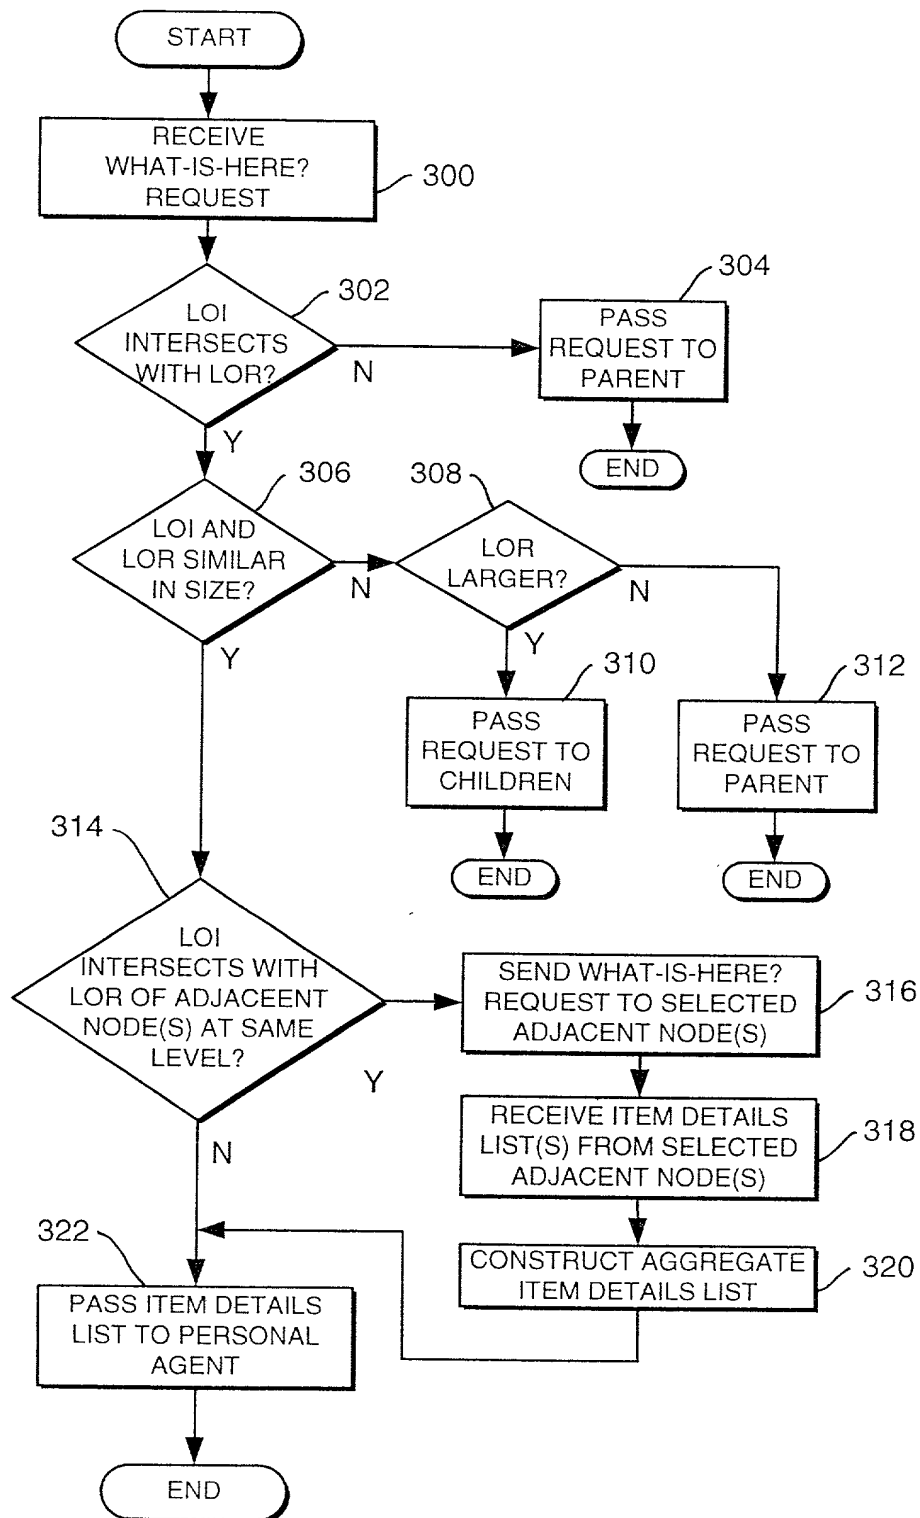 START
RECEIVE
WHAT-IS-HERE?
REQUEST
300
LOI
INTERSECTS
WITH LOR?
302
N
Y
304
PASS
REQUEST TO
PARENT
END
306
LOI AND
LOR SIMILAR
IN SIZE?
N
Y
308
LOR
LARGER?
N
Y
310
PASS
REQUEST TO
CHILDREN
END
312
PASS
REQUEST TO
PARENT
END
314
LOI
INTERSECTS WITH
LOR OF ADJACEENT
NODE(S) AT SAME
LEVEL?
Y
N
SEND WHAT-IS-HERE?
REQUEST TO SELECTED
ADJACENT NODE(S)
316
RECEIVE ITEM DETAILS
LIST(S) FROM SELECTED
ADJACENT NODE(S)
318
CONSTRUCT AGGREGATE
ITEM DETAILS LIST
320
322
PASS ITEM DETAILS
LIST TO PERSONAL
AGENT
END